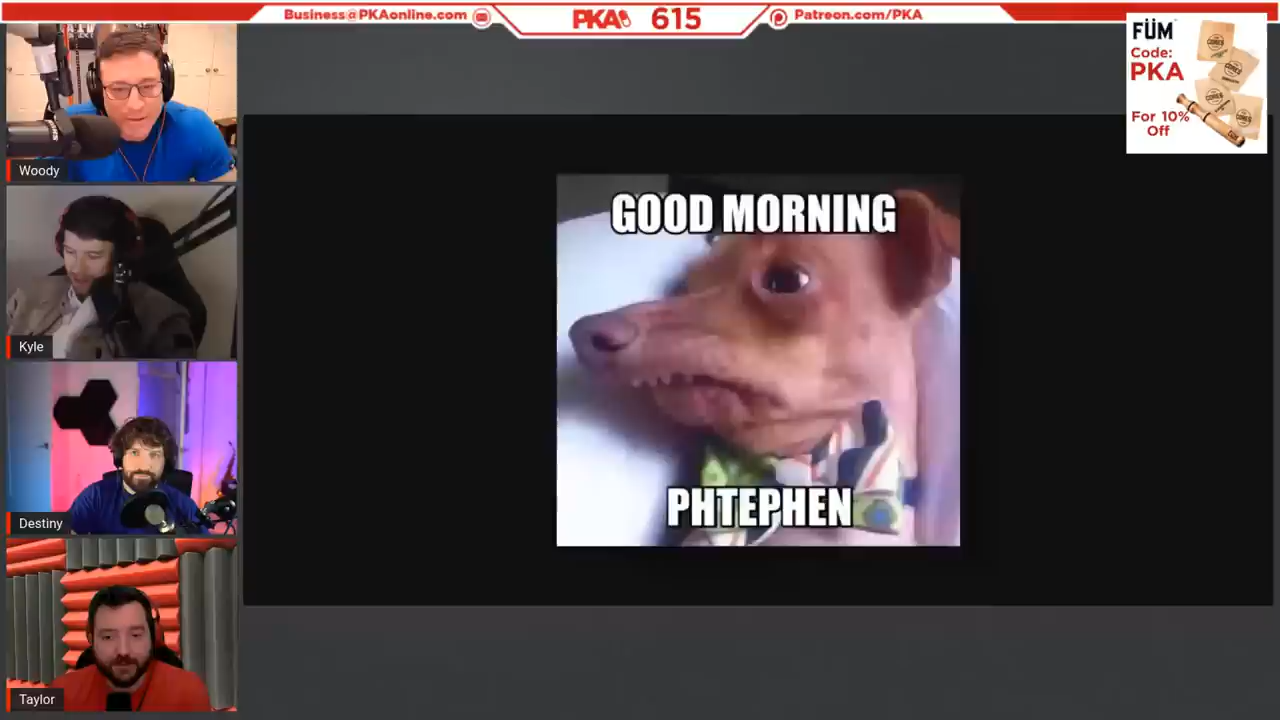 Business@PKAonline.com
PKA 615
Patreon.com/PKA
FÜM
Code:
PKA
For 10%
Off
Woody
Kyle
Destiny
Taylor
GOOD MORNING
PHTEPHEN